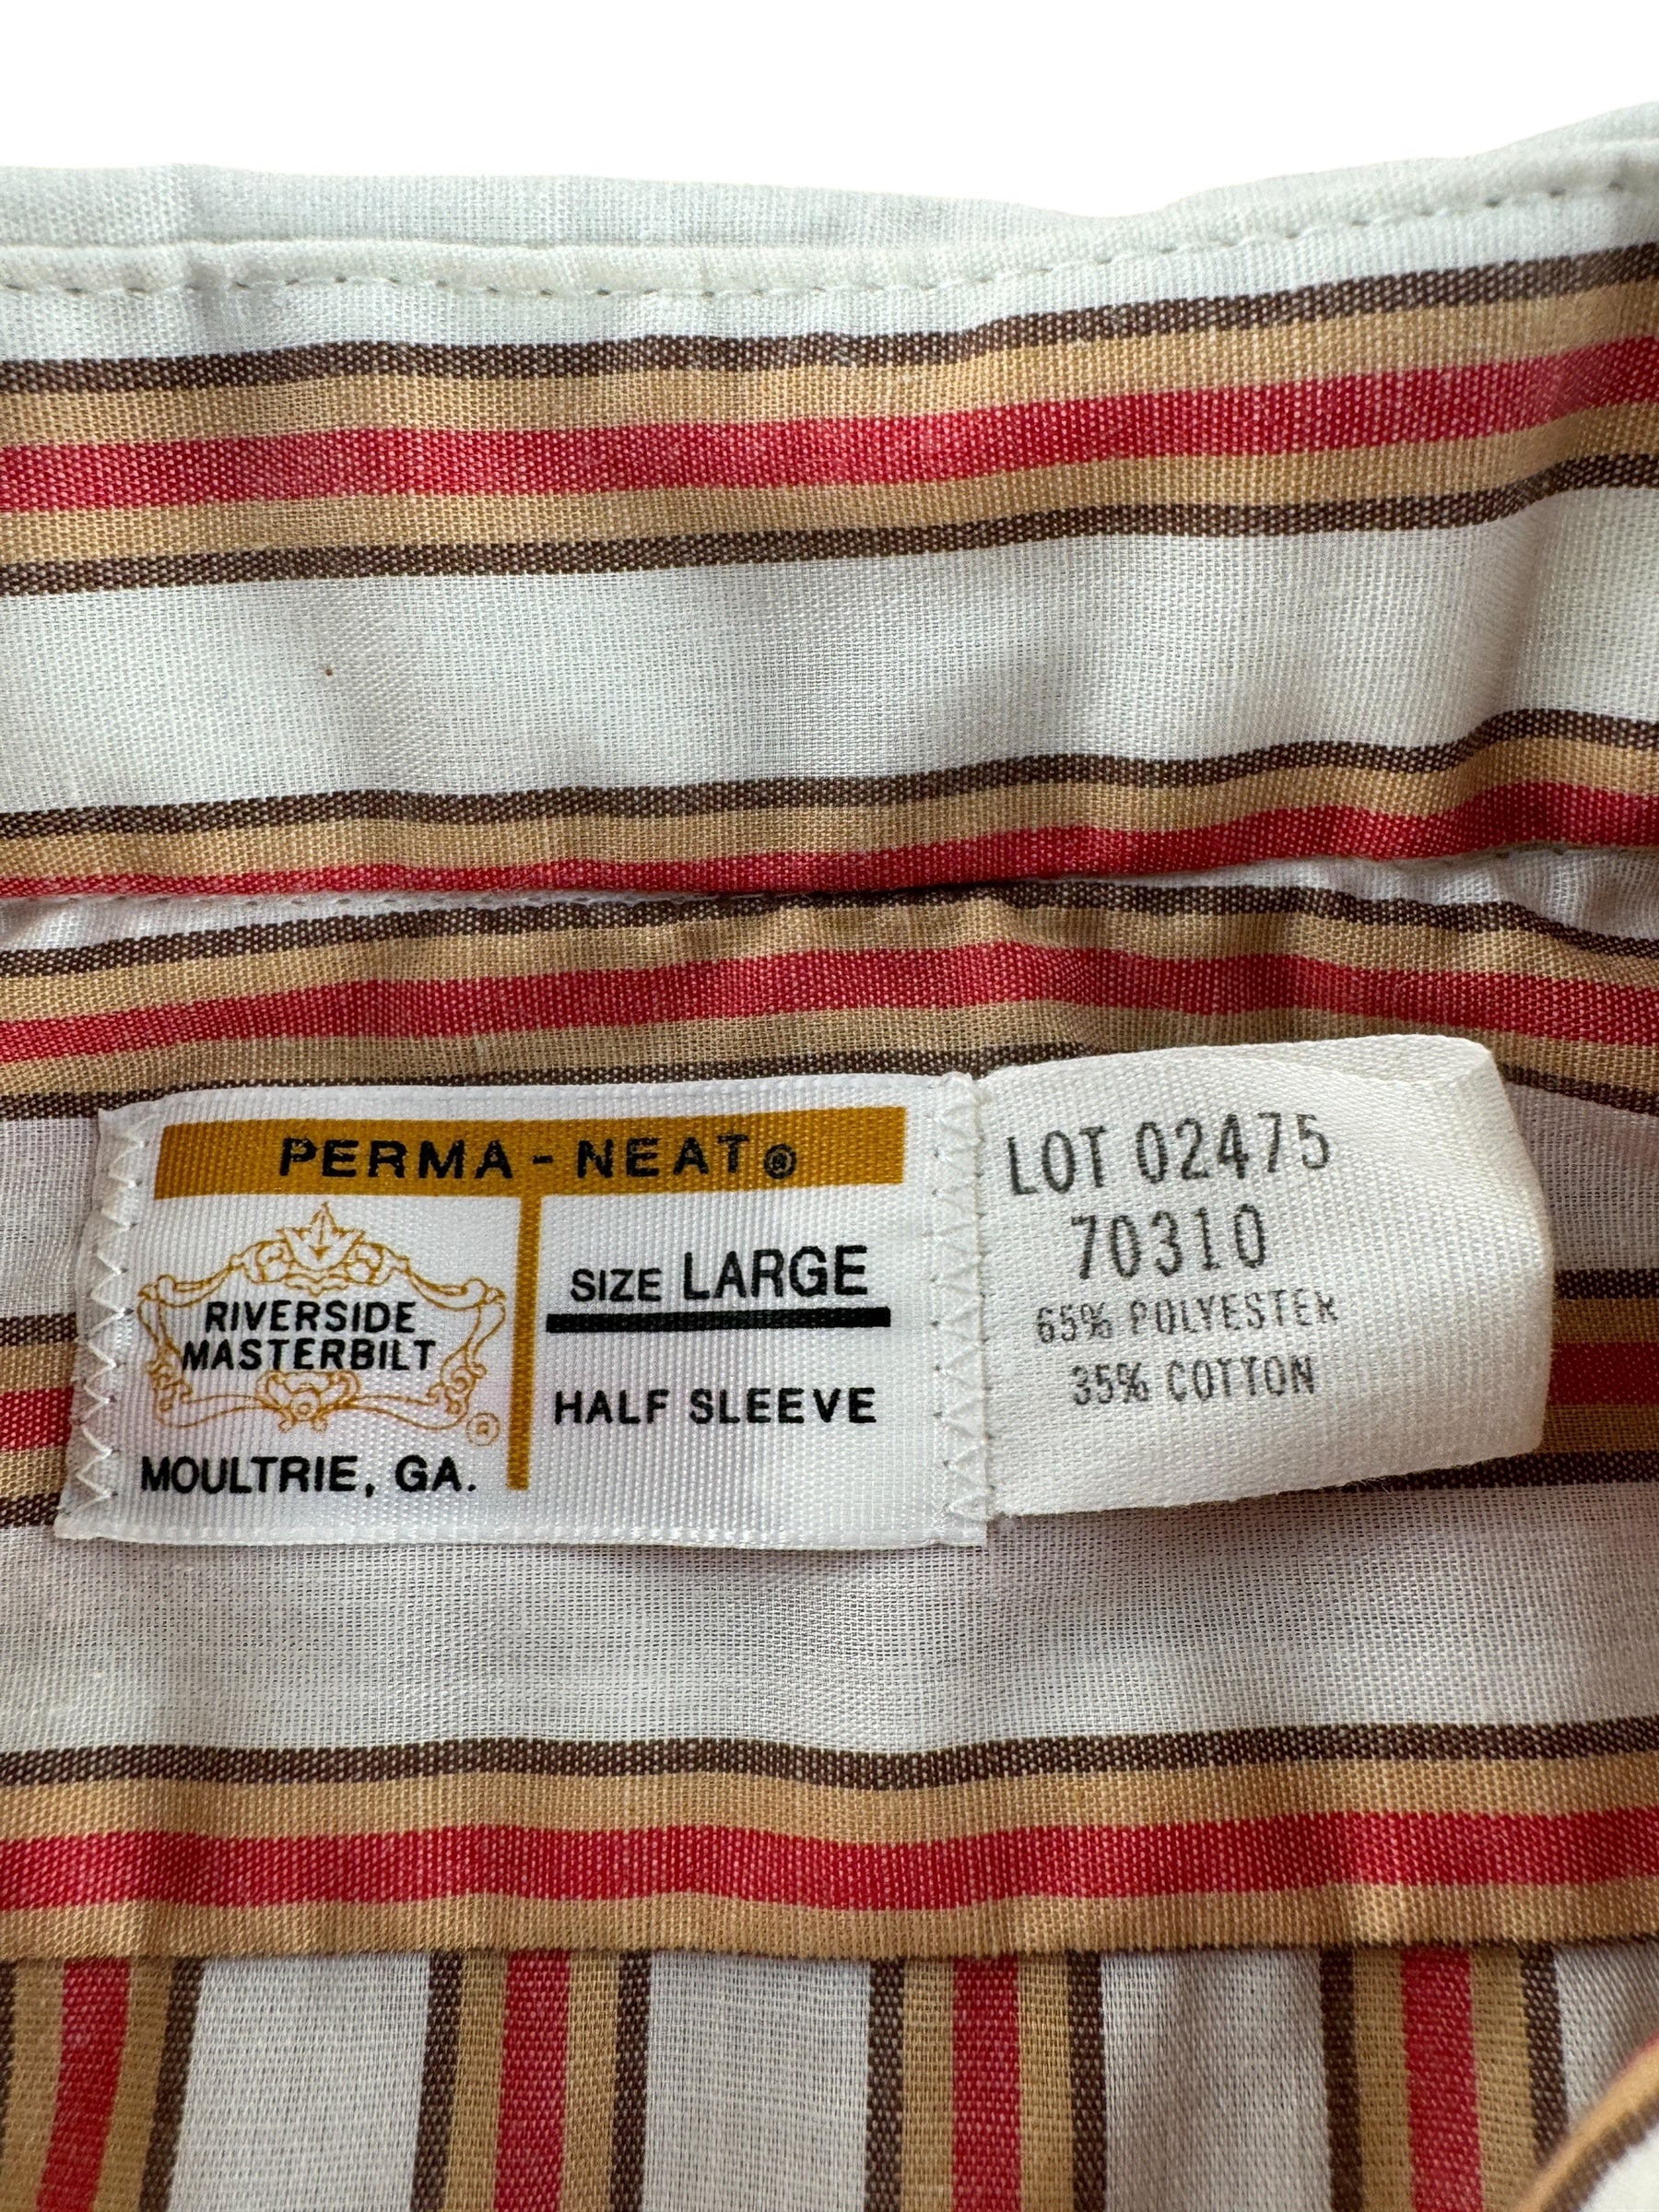 PERMA-NEAT®
RIVERSIDE
MASTERBILT
®
MOULTRIE, GA.
SIZE LARGE
HALF SLEEVE
LOT 02475
70310
65% POLYESTER
35% COTTON